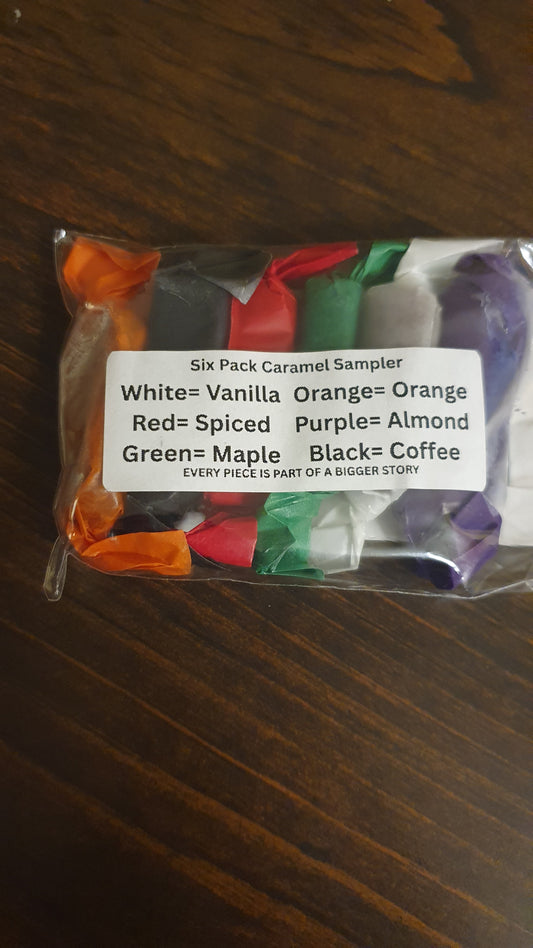 Six Pack Caramel Sampler
White= Vanilla Orange= Orange
Red= Spiced Purple= Almond
Green= Maple Black= Coffee
EVERY PIECE IS PART OF A BIGGER STORY